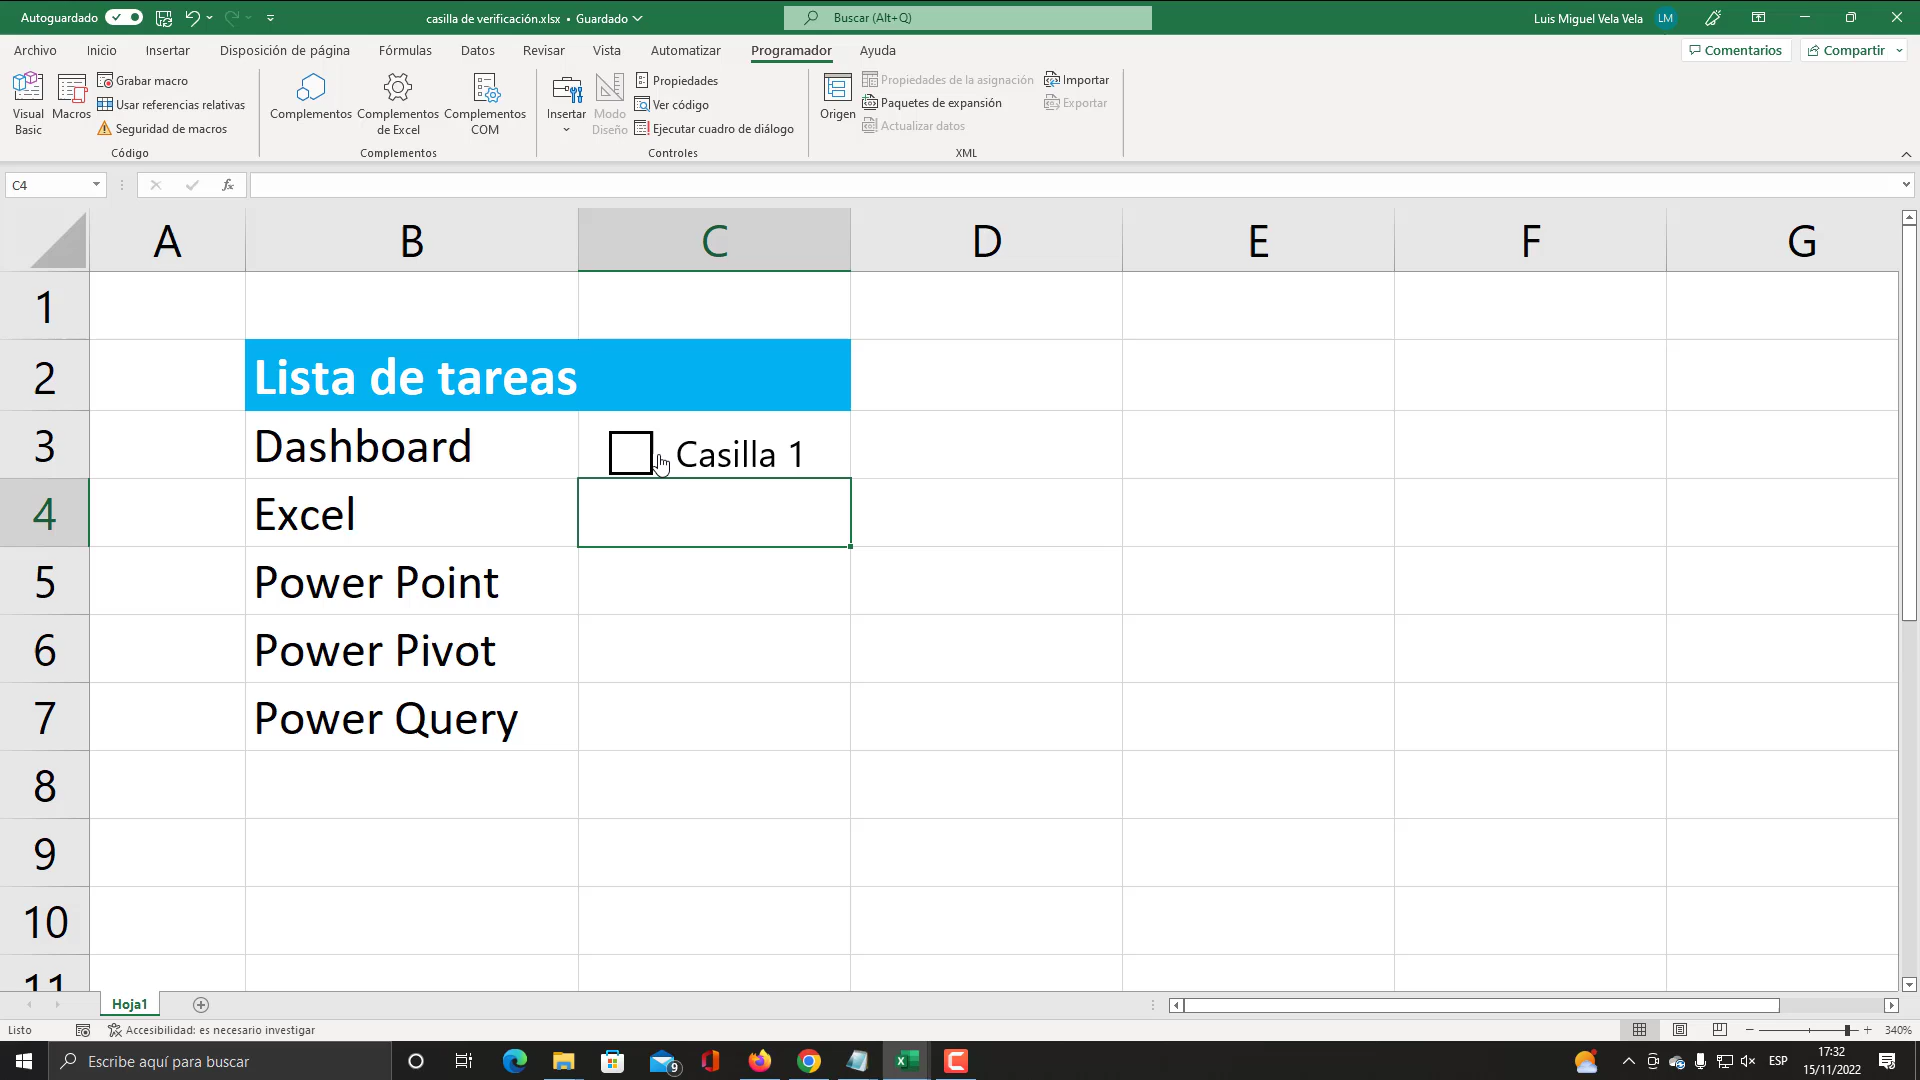 Autoguardado
casilla de verificación.xlsx • Guardado
Buscar (Alt+Q)
Luis Miguel Vela Vela
LM
Archivo Inicio Insertar Disposición de página Fórmulas Datos Revisar Vista Automatizar Programador Ayuda
Comentarios
Compartir
Visual Basic
Macros
Grabar macro
Usar referencias relativas
Seguridad de macros
Código
Complementos
Complementos de Excel
Complementos COM
Complementos
Insertar
Modo Diseño
Propiedades
Ver código
Ejecutar cuadro de diálogo
Controles
Origen
Propiedades de la asignación
Paquetes de expansión
Actualizar datos
Importar
Exportar
XML
C4
fx
A B C D E F G
1
2 Lista de tareas
3 Dashboard Casilla 1
4 Excel
5 Power Point
6 Power Pivot
7 Power Query
8
9
10
11
Hoja1
Listo
Accesibilidad: es necesario investigar
340%
Escribe aquí para buscar
9
ESP
17:32
15/11/2022